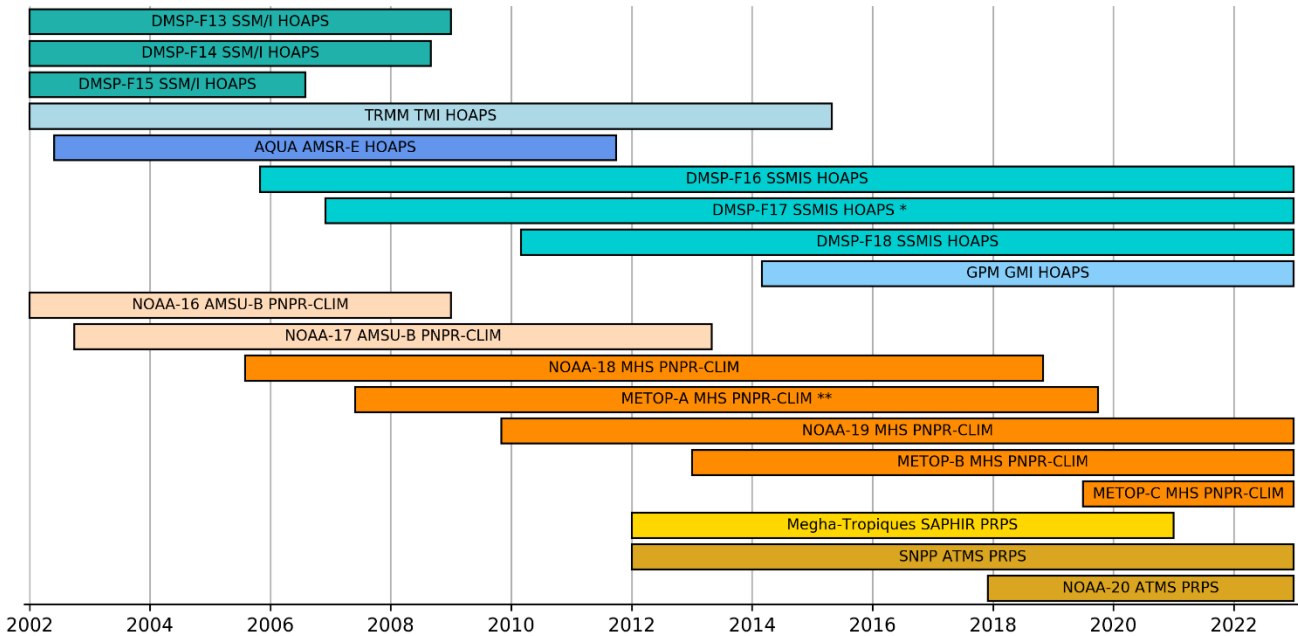 DMSP-F13 SSM/I HOAPS
DMSP-F14 SSM/I HOAPS
DMSP-F15 SSM/I HOAPS
TRMM TMI HOAPS
AQUA AMSR-E HOAPS
DMSP-F16 SSMIS HOAPS
DMSP-F17 SSMIS HOAPS *
DMSP-F18 SSMIS HOAPS
GPM GMI HOAPS
NOAA-16 AMSU-B PNPR-CLIM
NOAA-17 AMSU-B PNPR-CLIM
NOAA-18 MHS PNPR-CLIM
METOP-A MHS PNPR-CLIM **
NOAA-19 MHS PNPR-CLIM
METOP-B MHS PNPR-CLIM
METOP-C MHS PNPR-CLIM
Megha-Tropiques SAPHIR PRPS
SNPP ATMS PRPS
NOAA-20 ATMS PRPS
2002 2004 2006 2008 2010 2012 2014 2016 2018 2020 2022